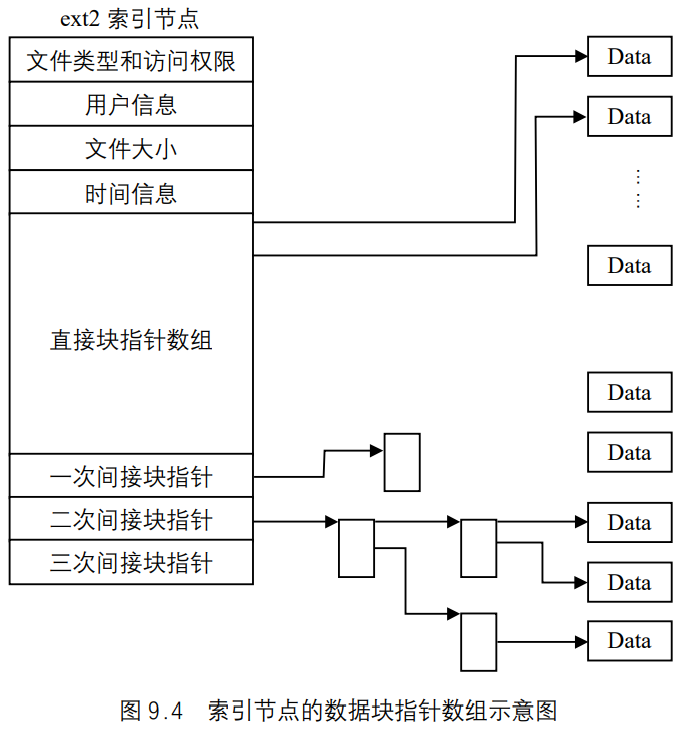 ext2 索引节点
文件类型和访问权限
用户信息
文件大小
时间信息
直接块指针数组
一次间接块指针
二次间接块指针
三次间接块指针
Data
Data
……
Data
Data
Data
Data
Data
Data
图 9.4 索引节点的数据块指针数组示意图